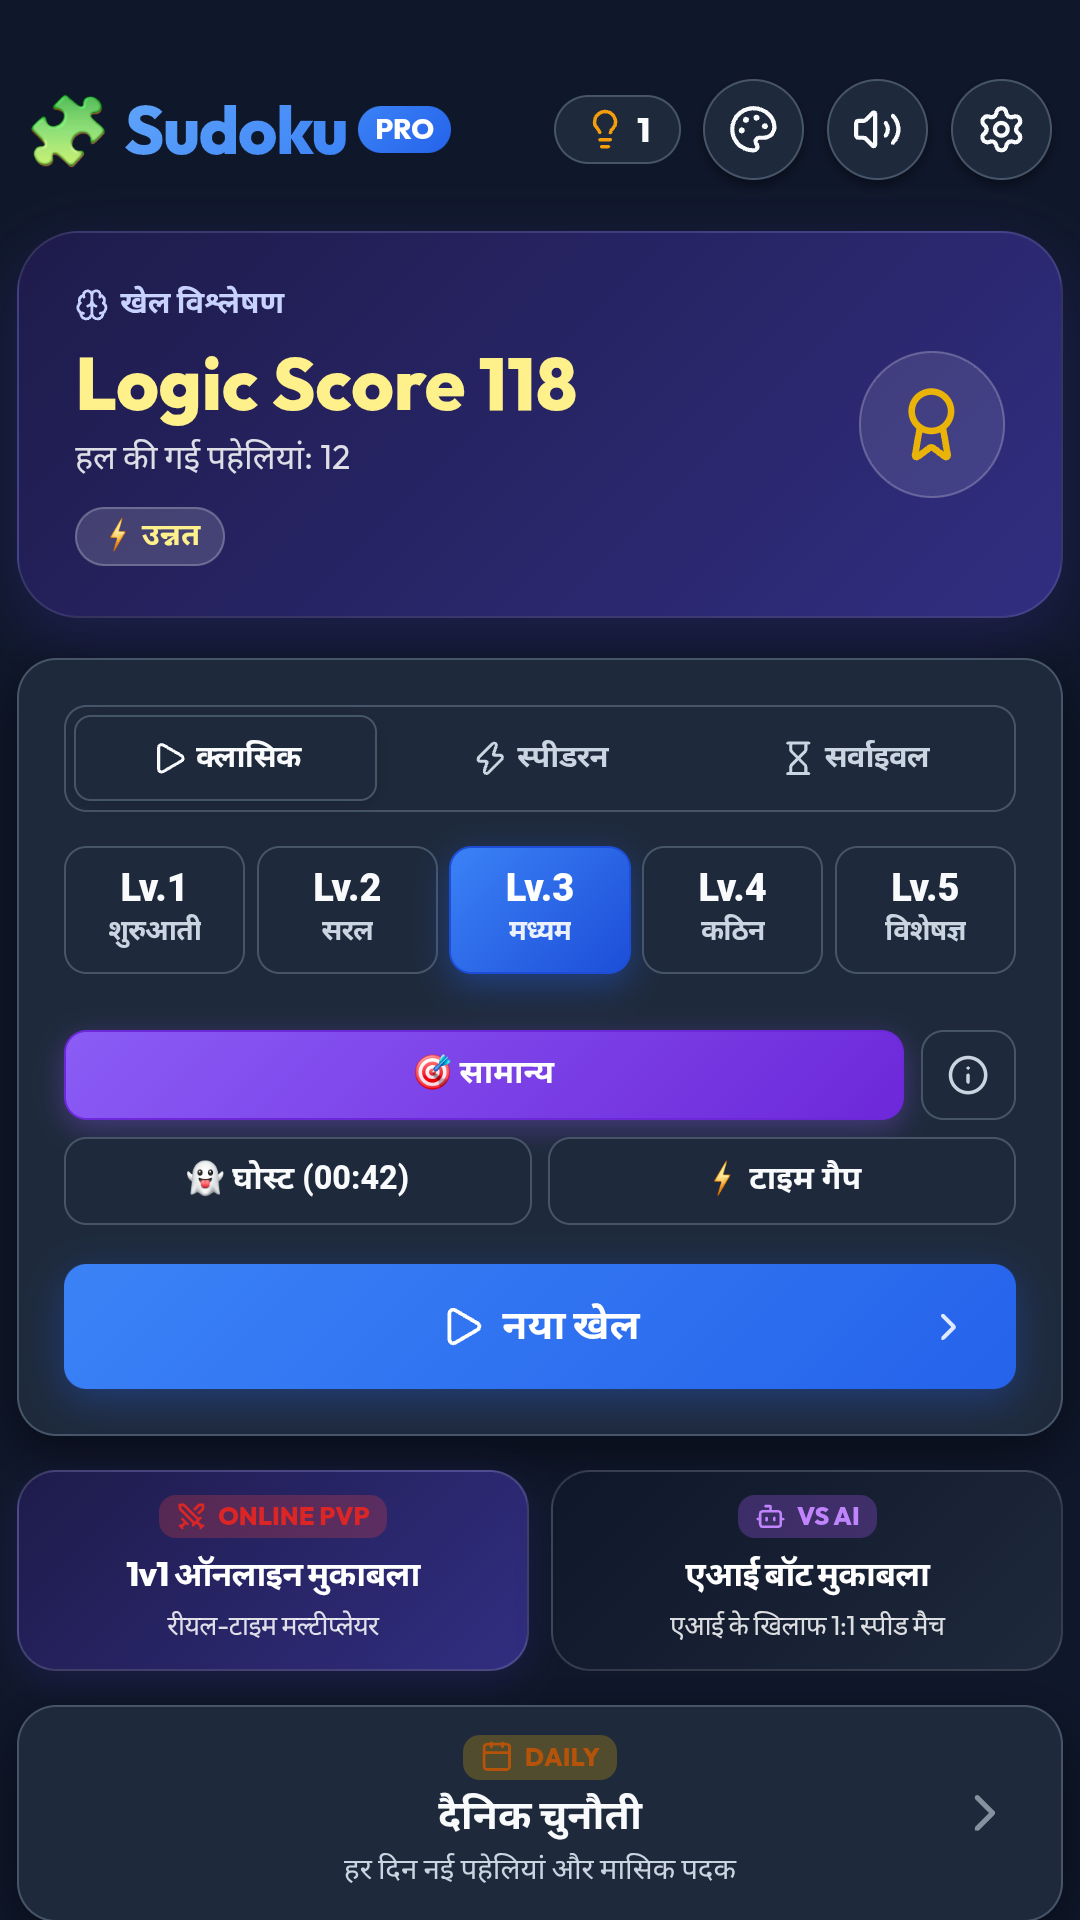 Sudoku PRO
1
खेल विश्लेषण
Logic Score 118
हल की गई पहेलियां: 12
उन्नत
क्लासिक
स्पीडरन
सर्वाइवल
Lv.1
शुरुआती
Lv.2
सरल
Lv.3
मध्यम
Lv.4
कठिन
Lv.5
विशेषज्ञ
सामान्य
घोस्ट (00:42)
टाइम गैप
नया खेल
ONLINE PVP
1v1 ऑनलाइन मुकाबला
रीयल-टाइम मल्टीप्लेयर
VS AI
एआई बॉट मुकाबला
एआई के खिलाफ 1:1 स्पीड मैच
DAILY
दैनिक चुनौती
हर दिन नई पहेलियां और मासिक पदक